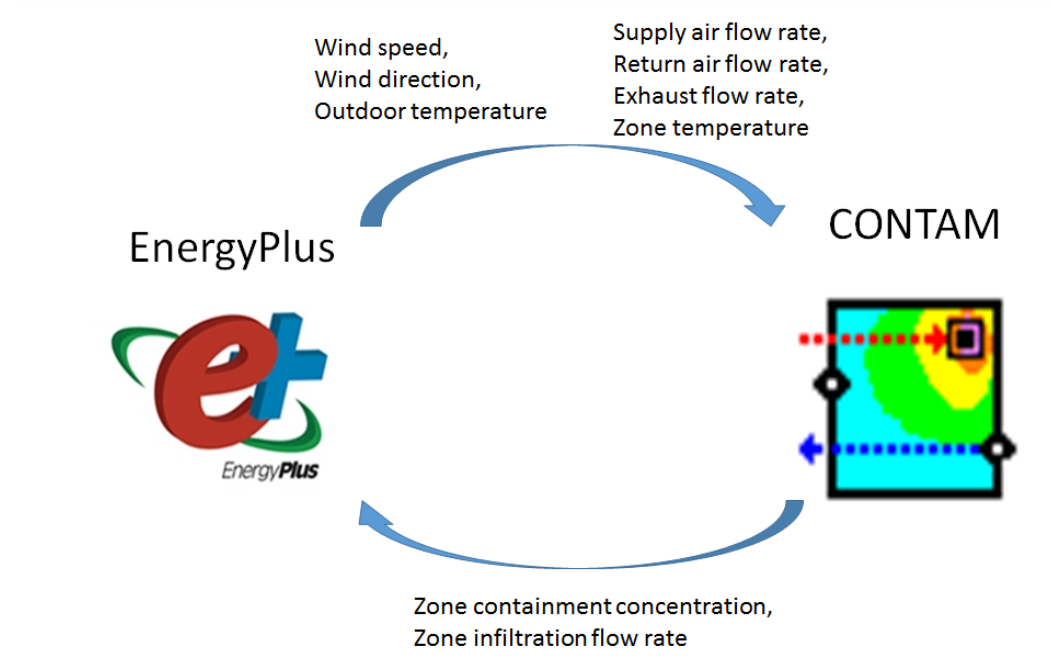 Wind speed,
Wind direction,
Outdoor temperature
Supply air flow rate,
Return air flow rate,
Exhaust flow rate,
Zone temperature
EnergyPlus
CONTAM
e+
EnergyPlus
Zone containment concentration,
Zone infiltration flow rate